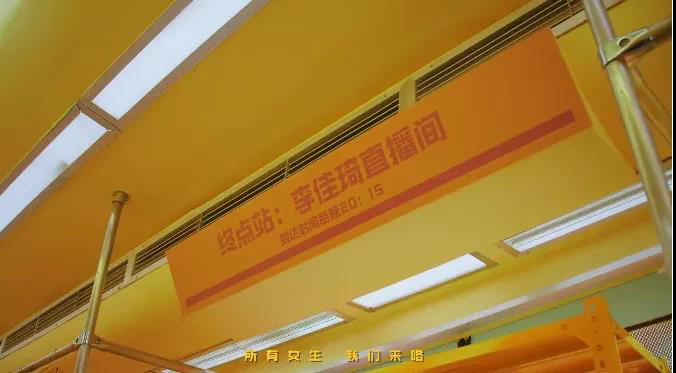 终点站：李佳琦直播间
到达时间每晚20：15
所有女生 我们来咯